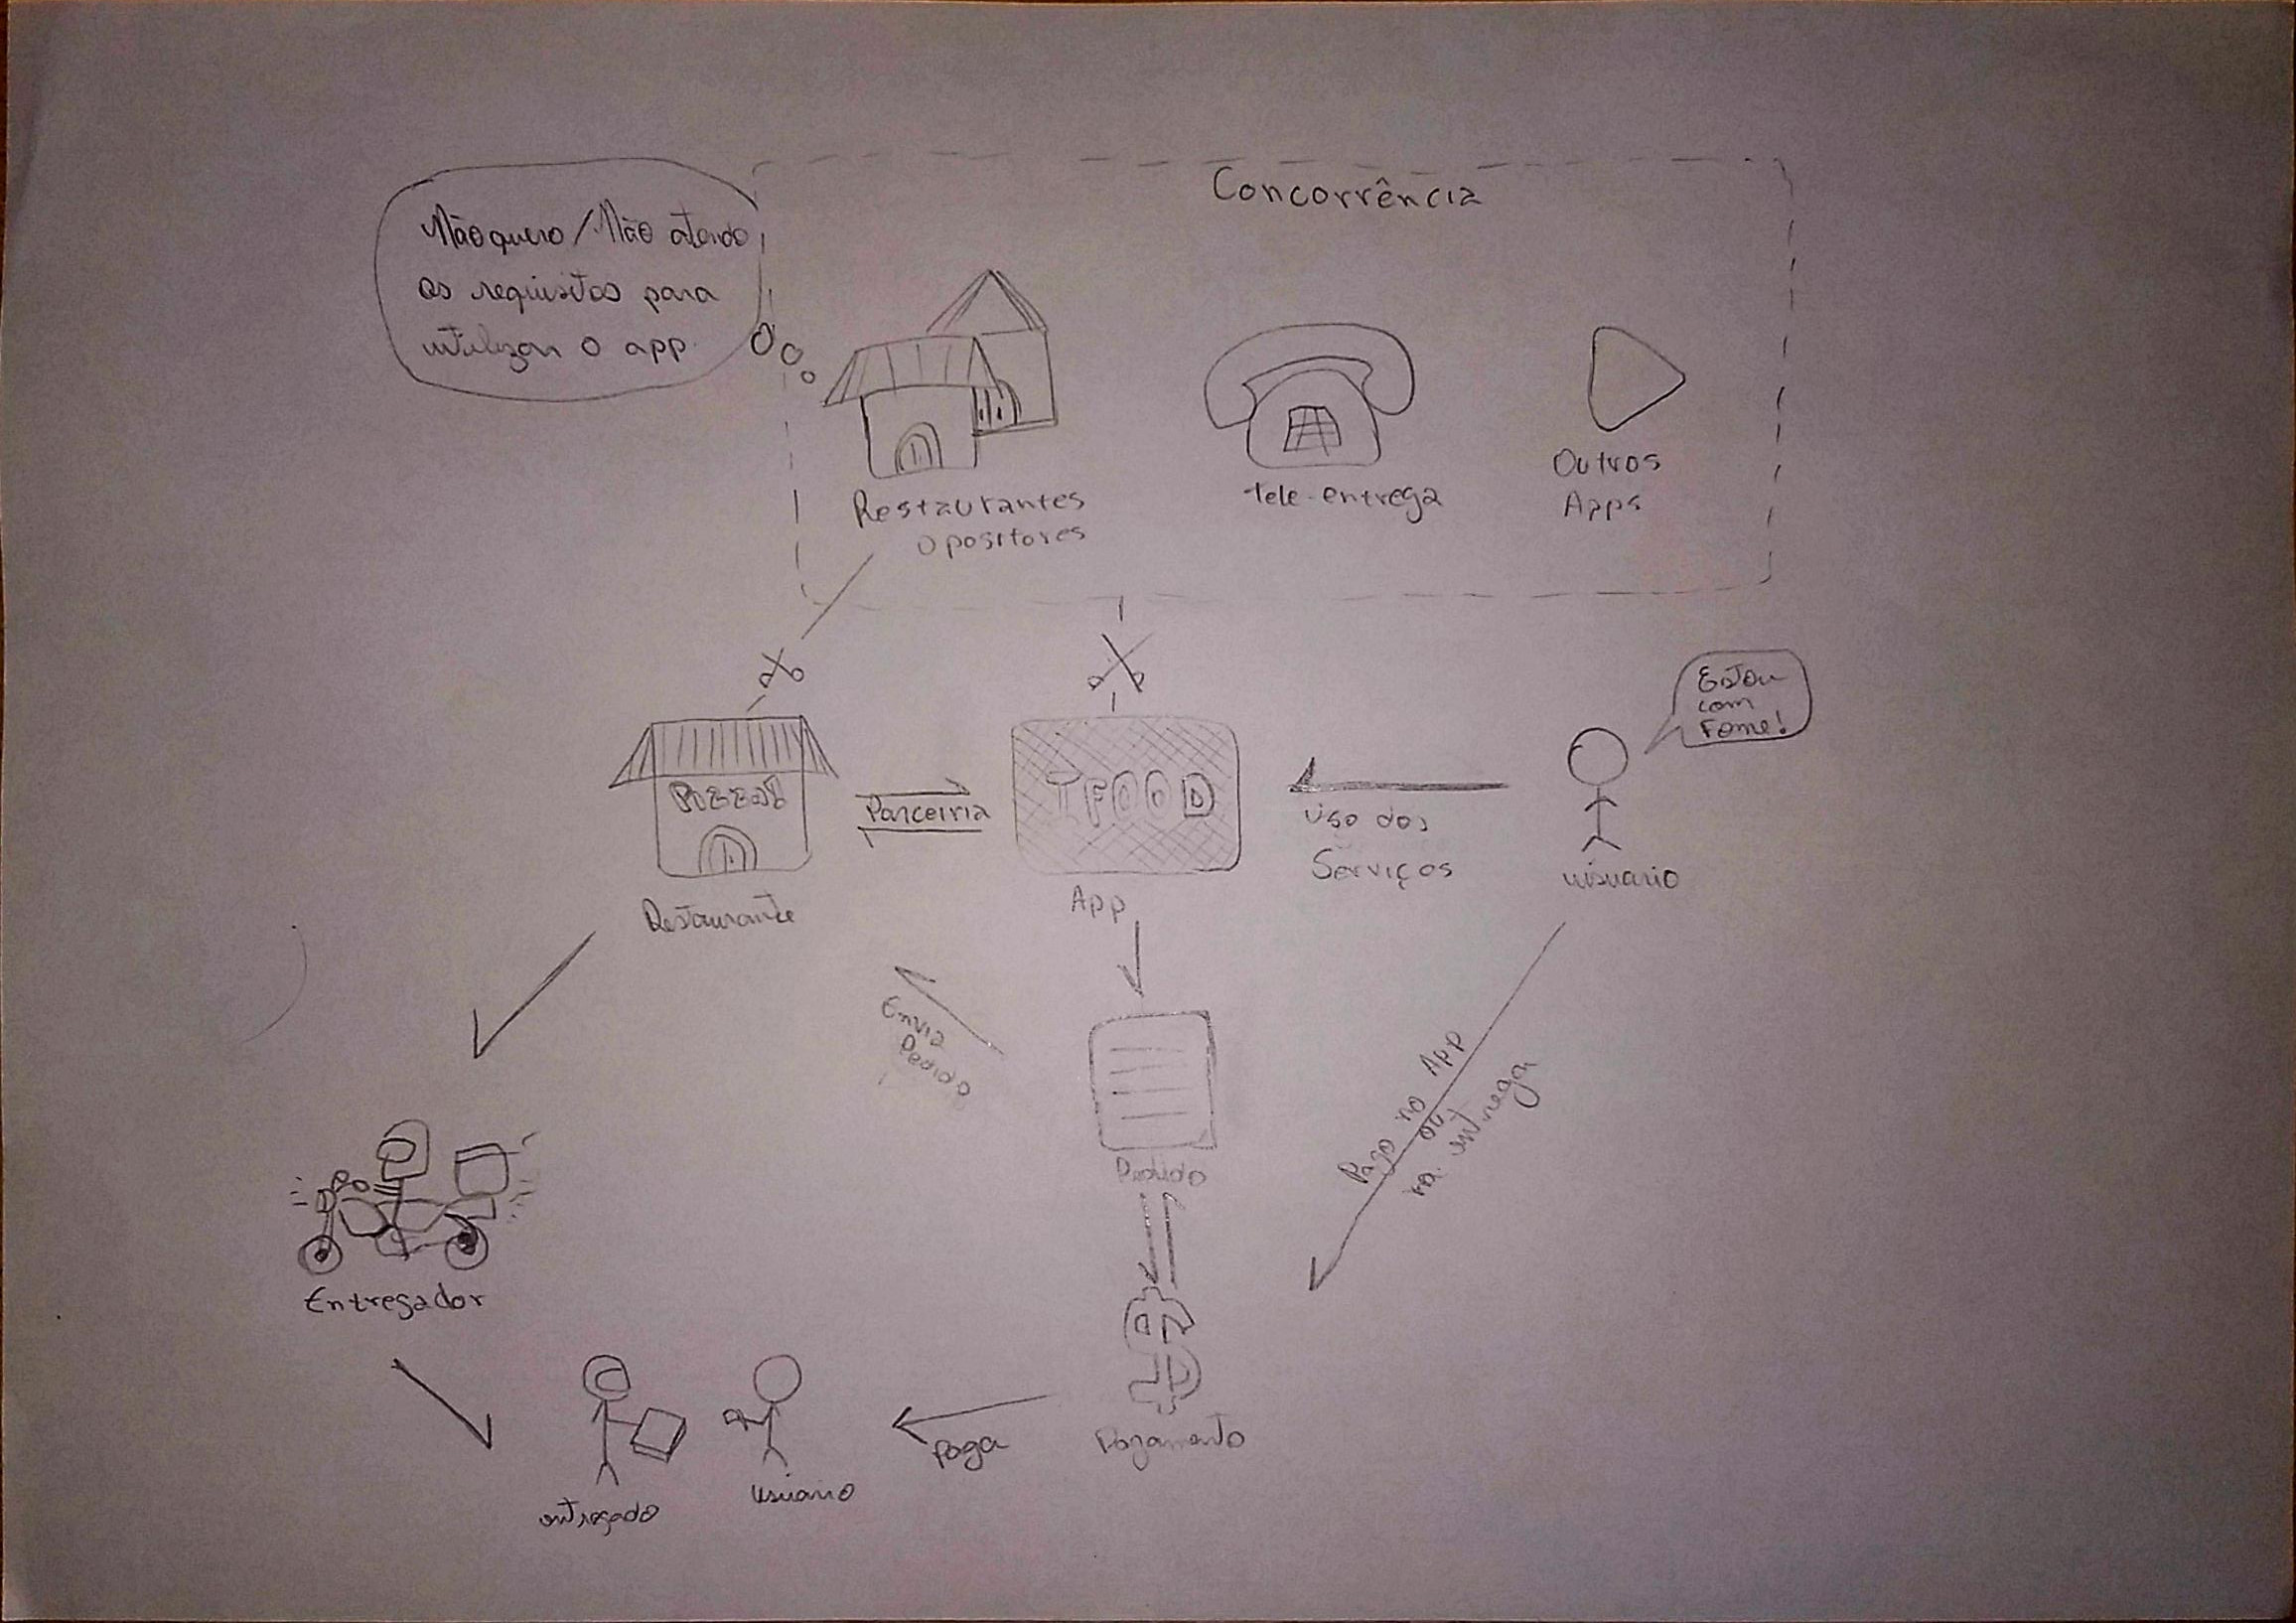 Concorrência
Não quero / Não atendo
os requisitos para
utilizar o app
Restaurantes
opositores
tele-entrega
Outros
Apps
Estou
com
Fome!
IFOOD
Parceiria
uso dos
Serviços
usuario
Restaurante
App
Envia
Pedido
Pago no App
ou
na entrega
Pedido
Entregador
Paga
Pagamento
usuario
entregado